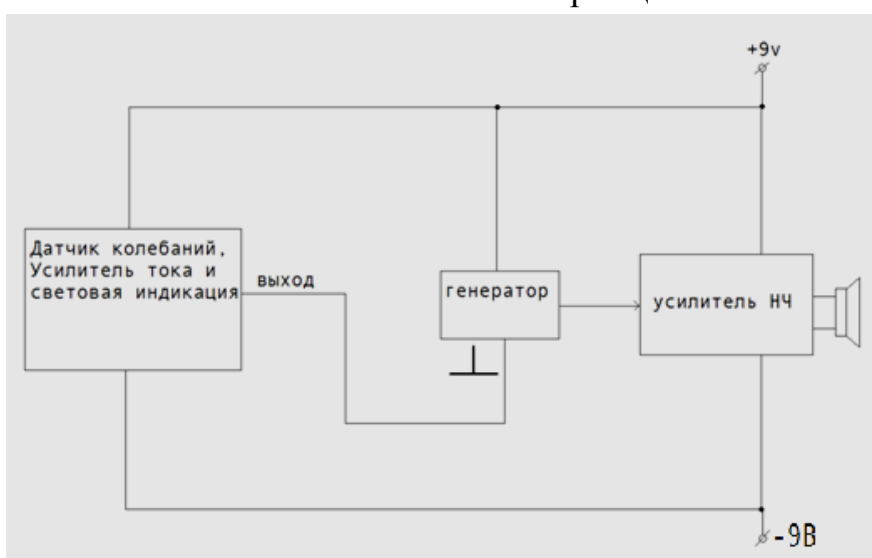 +9v
Датчик колебаний,
Усилитель тока и
световая индикация
выход
генератор
усилитель НЧ
-9В